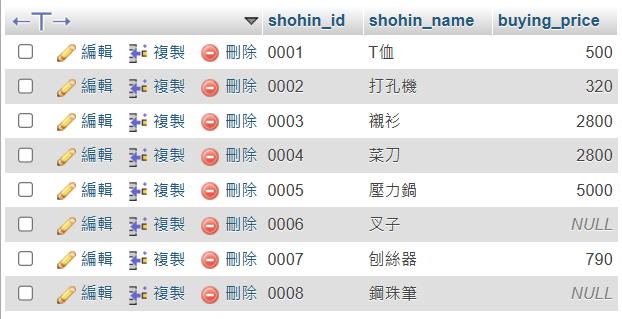 shohin_id shohin_name buying_price
編輯 複製 刪除 0001 T恤 500
編輯 複製 刪除 0002 打孔機 320
編輯 複製 刪除 0003 襯衫 2800
編輯 複製 刪除 0004 菜刀 2800
編輯 複製 刪除 0005 壓力鍋 5000
編輯 複製 刪除 0006 叉子 NULL
編輯 複製 刪除 0007 刨絲器 790
編輯 複製 刪除 0008 鋼珠筆 NULL